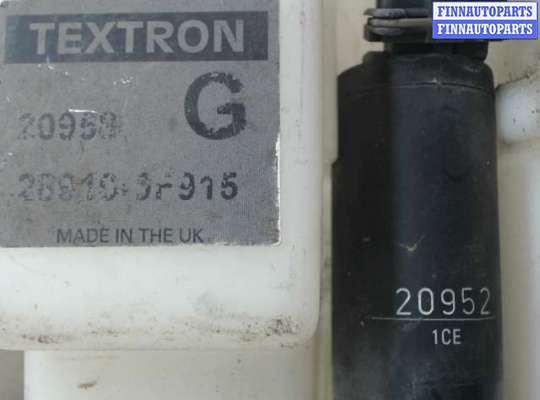 FINNAUTOPARTS
FINNAUTOPARTS
TEXTRON
G
MADE IN THE UK
20952
1CE